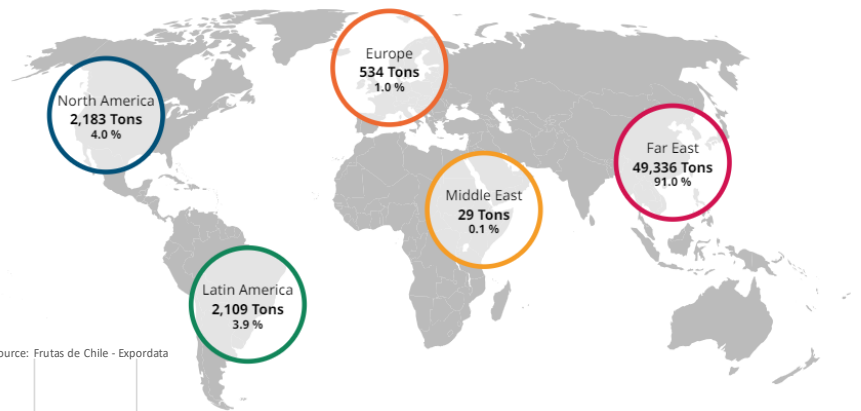 Europe
534 Tons
1.0 %
North America
2,183 Tons
4.0 %
Far East
49,336 Tons
91.0 %
Middle East
29 Tons
0.1 %
Latin America
2,109 Tons
3.9 %
ource: Frutas de Chile - Expordata